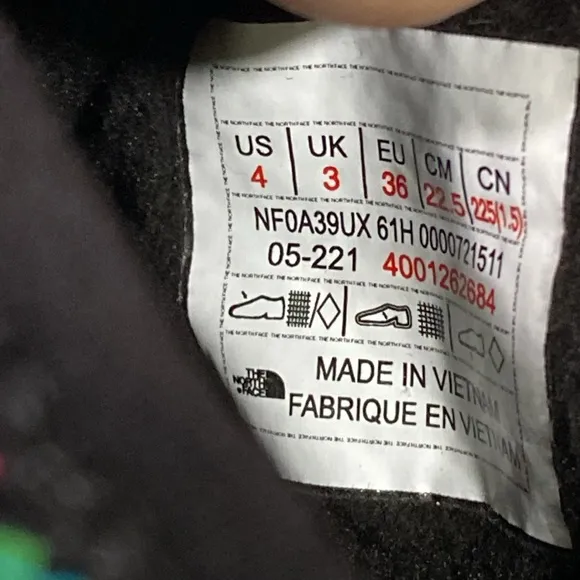 US UK EU CM CN
4 3 36 22.5 225(1.5)
NF0A39UX 61H 0000721511
05-221 4001262684
THE NORTH FACE
MADE IN VIETNAM
FABRIQUE EN VIETNAM